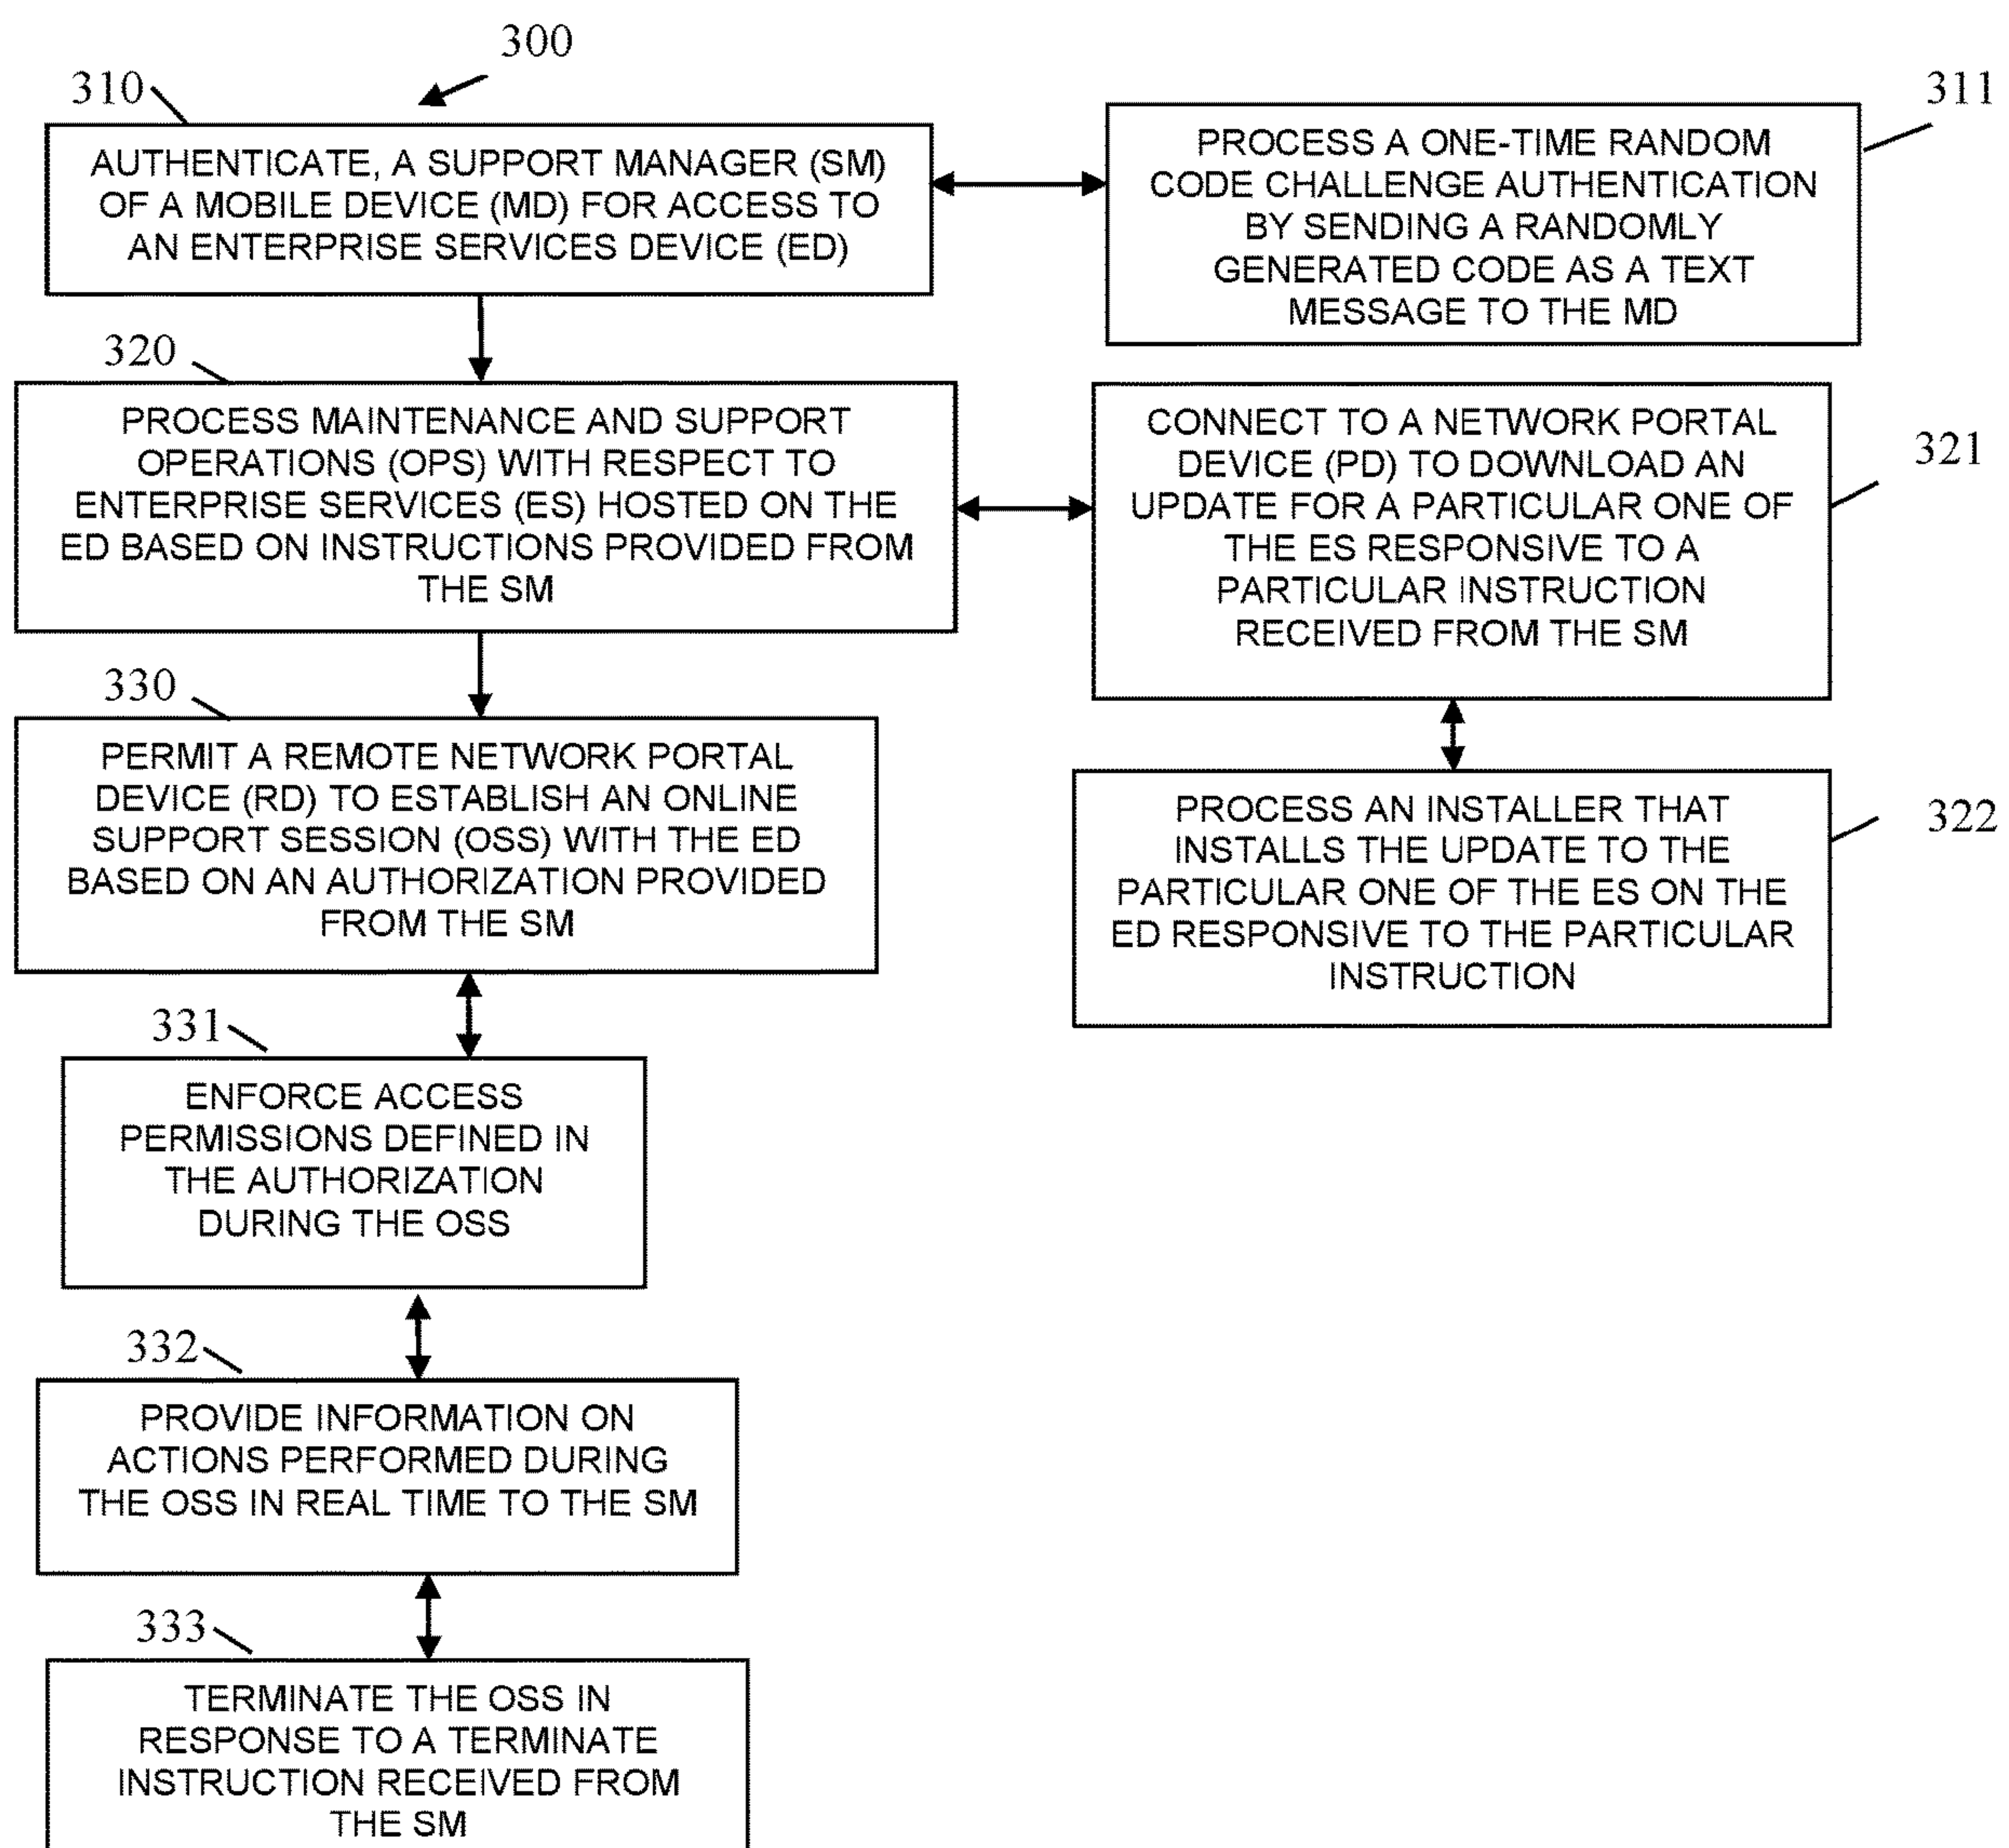 300
310
AUTHENTICATE, A SUPPORT MANAGER (SM)
OF A MOBILE DEVICE (MD) FOR ACCESS TO
AN ENTERPRISE SERVICES DEVICE (ED)
311
PROCESS A ONE-TIME RANDOM
CODE CHALLENGE AUTHENTICATION
BY SENDING A RANDOMLY
GENERATED CODE AS A TEXT
MESSAGE TO THE MD
320
PROCESS MAINTENANCE AND SUPPORT
OPERATIONS (OPS) WITH RESPECT TO
ENTERPRISE SERVICES (ES) HOSTED ON THE
ED BASED ON INSTRUCTIONS PROVIDED FROM
THE SM
321
CONNECT TO A NETWORK PORTAL
DEVICE (PD) TO DOWNLOAD AN
UPDATE FOR A PARTICULAR ONE OF
THE ES RESPONSIVE TO A
PARTICULAR INSTRUCTION
RECEIVED FROM THE SM
330
PERMIT A REMOTE NETWORK PORTAL
DEVICE (RD) TO ESTABLISH AN ONLINE
SUPPORT SESSION (OSS) WITH THE ED
BASED ON AN AUTHORIZATION PROVIDED
FROM THE SM
322
PROCESS AN INSTALLER THAT
INSTALLS THE UPDATE TO THE
PARTICULAR ONE OF THE ES ON THE
ED RESPONSIVE TO THE PARTICULAR
INSTRUCTION
331
ENFORCE ACCESS
PERMISSIONS DEFINED IN
THE AUTHORIZATION
DURING THE OSS
332
PROVIDE INFORMATION ON
ACTIONS PERFORMED DURING
THE OSS IN REAL TIME TO THE SM
333
TERMINATE THE OSS IN
RESPONSE TO A TERMINATE
INSTRUCTION RECEIVED FROM
THE SM